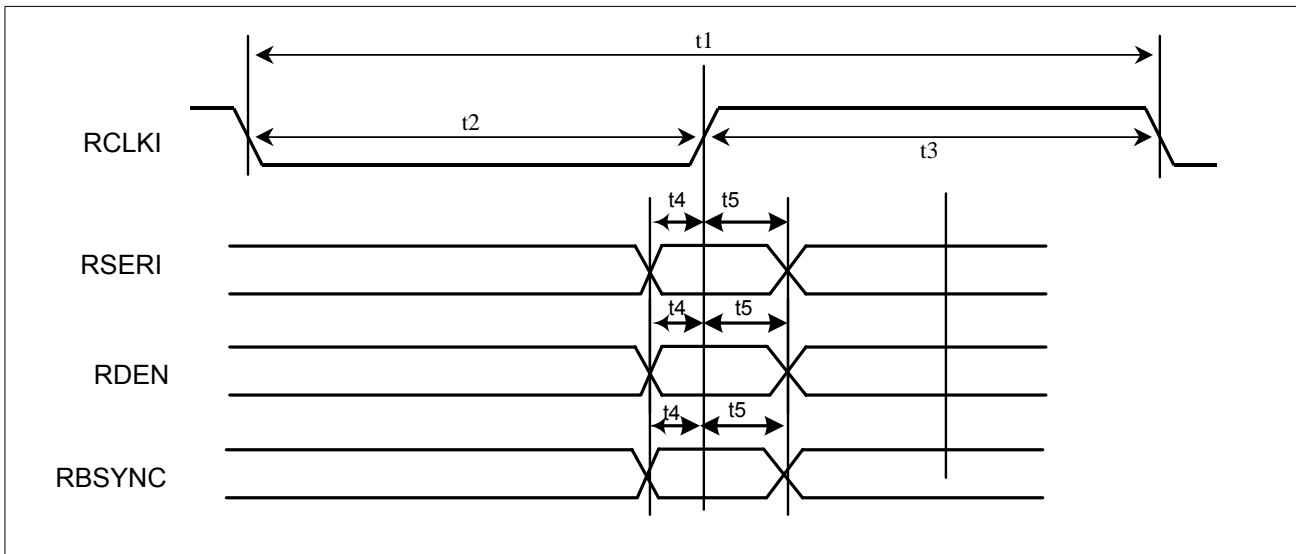 t1
t2
RCLKI
t3
t4 t5
RSERI
t4 t5
RDEN
t4 t5
RBSYNC